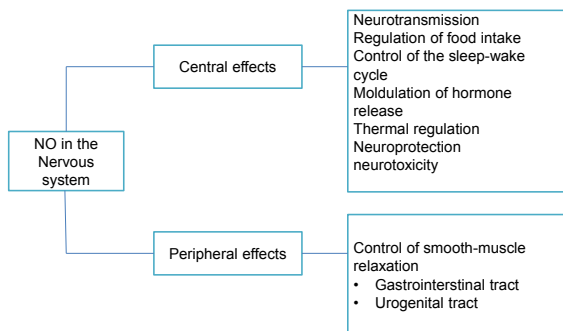 NO in the
Nervous
system
Central effects
Neurotransmission
Regulation of food intake
Control of the sleep-wake
cycle
Moldulation of hormone
release
Thermal regulation
Neuroprotection
neurotoxicity
Peripheral effects
Control of smooth-muscle
relaxation
• Gastrointerstinal tract
• Urogenital tract